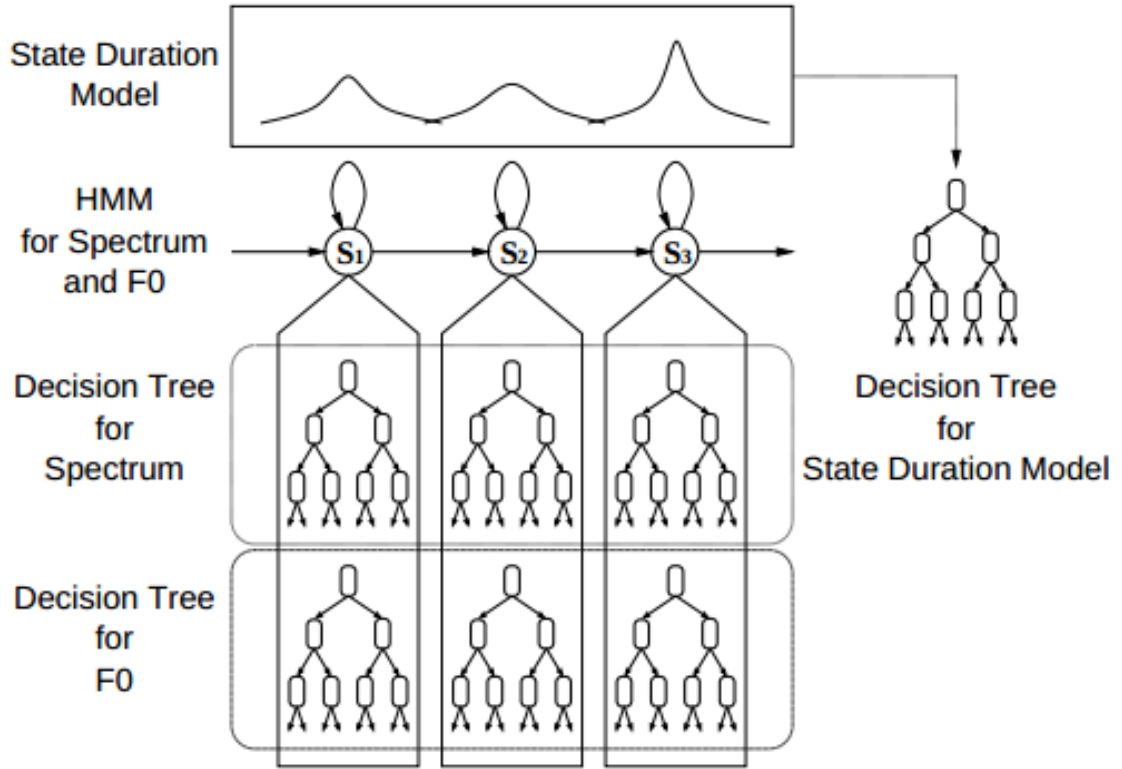 State Duration
Model
HMM
for Spectrum
and F0
S1
S2
S3
Decision Tree
for
Spectrum
Decision Tree
for
State Duration Model
Decision Tree
for
F0